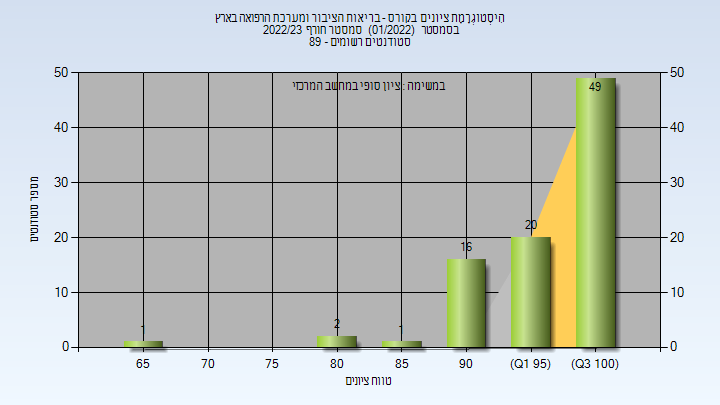 היסטוגרמת ציונים בקורס - בריאות הציבור ומערכת הרפואה בארץ
בסמסטר (01/2022) סמסטר חורף 2022/23
סטודנטים רשומים - 89
במשימה : ציון סופי במחשב המרכזי
50 50
40 40
30 30
20 20
10 10
0 0
מספר סטודנטים
1 2 1 16 20 49
65 70 75 80 85 90 (Q1 95) (Q3 100)
טווח ציונים